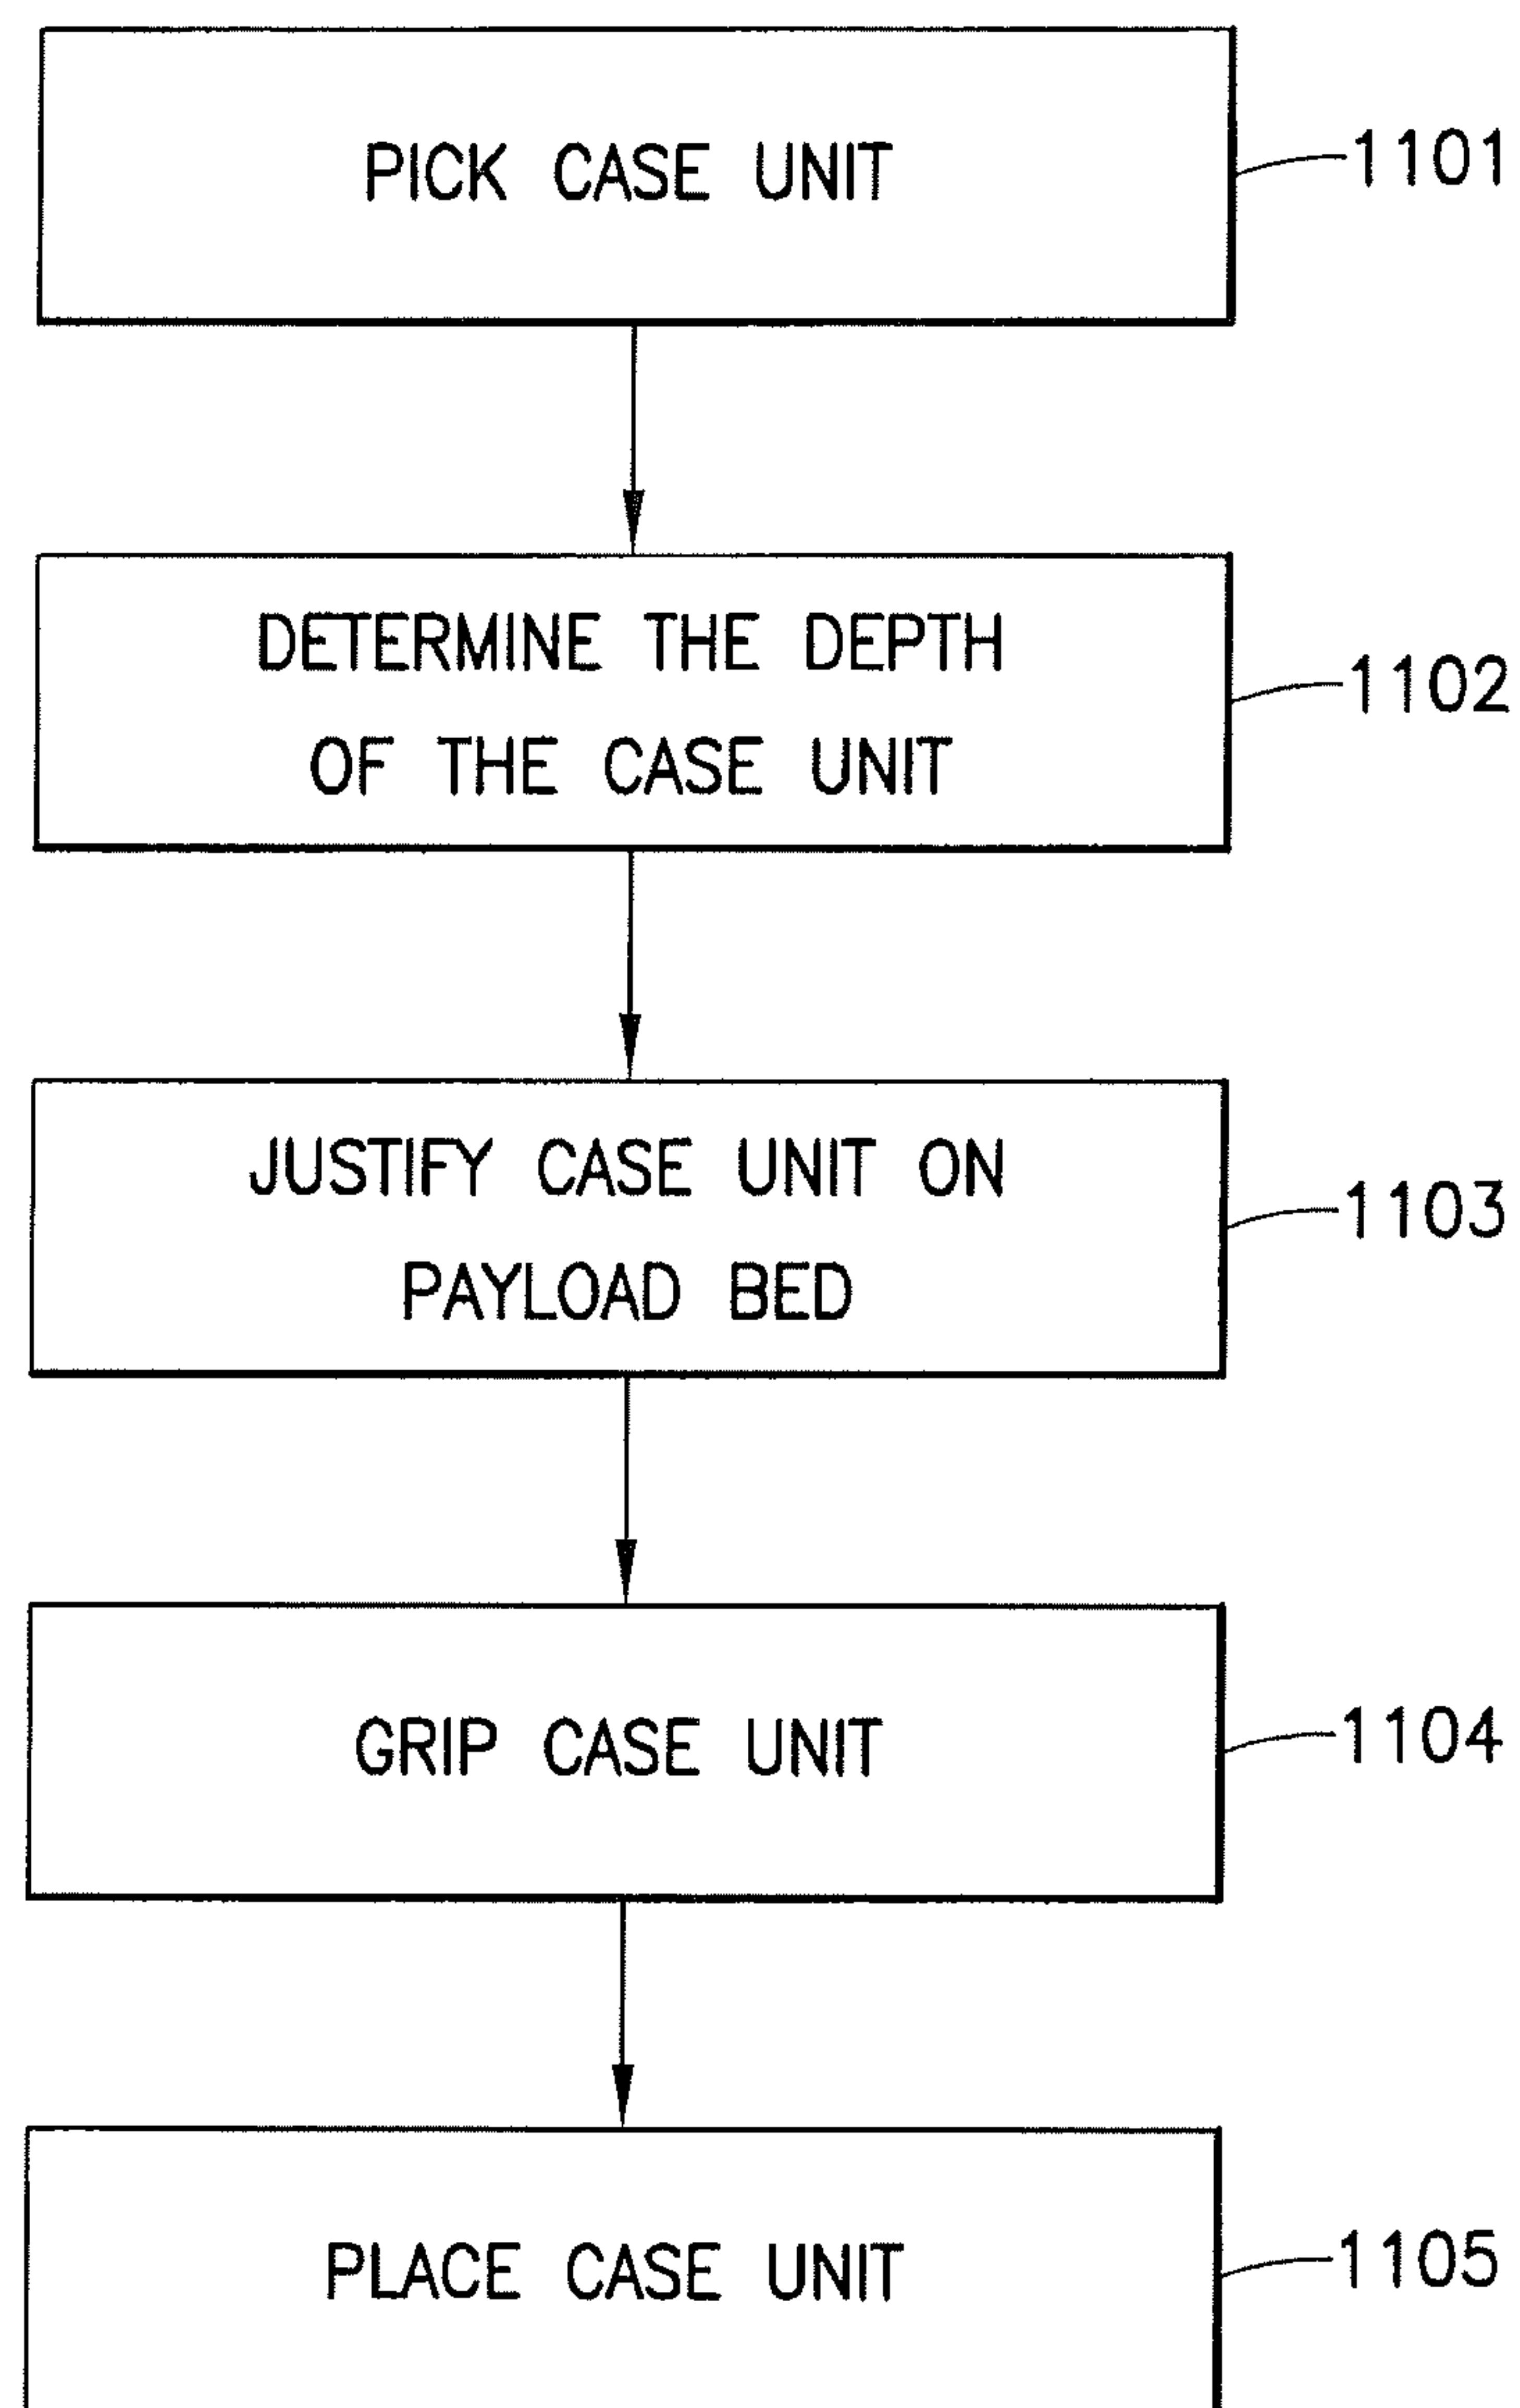 PICK CASE UNIT
1101
DETERMINE THE DEPTH
OF THE CASE UNIT
1102
JUSTIFY CASE UNIT ON
PAYLOAD BED
1103
GRIP CASE UNIT
1104
PLACE CASE UNIT
1105